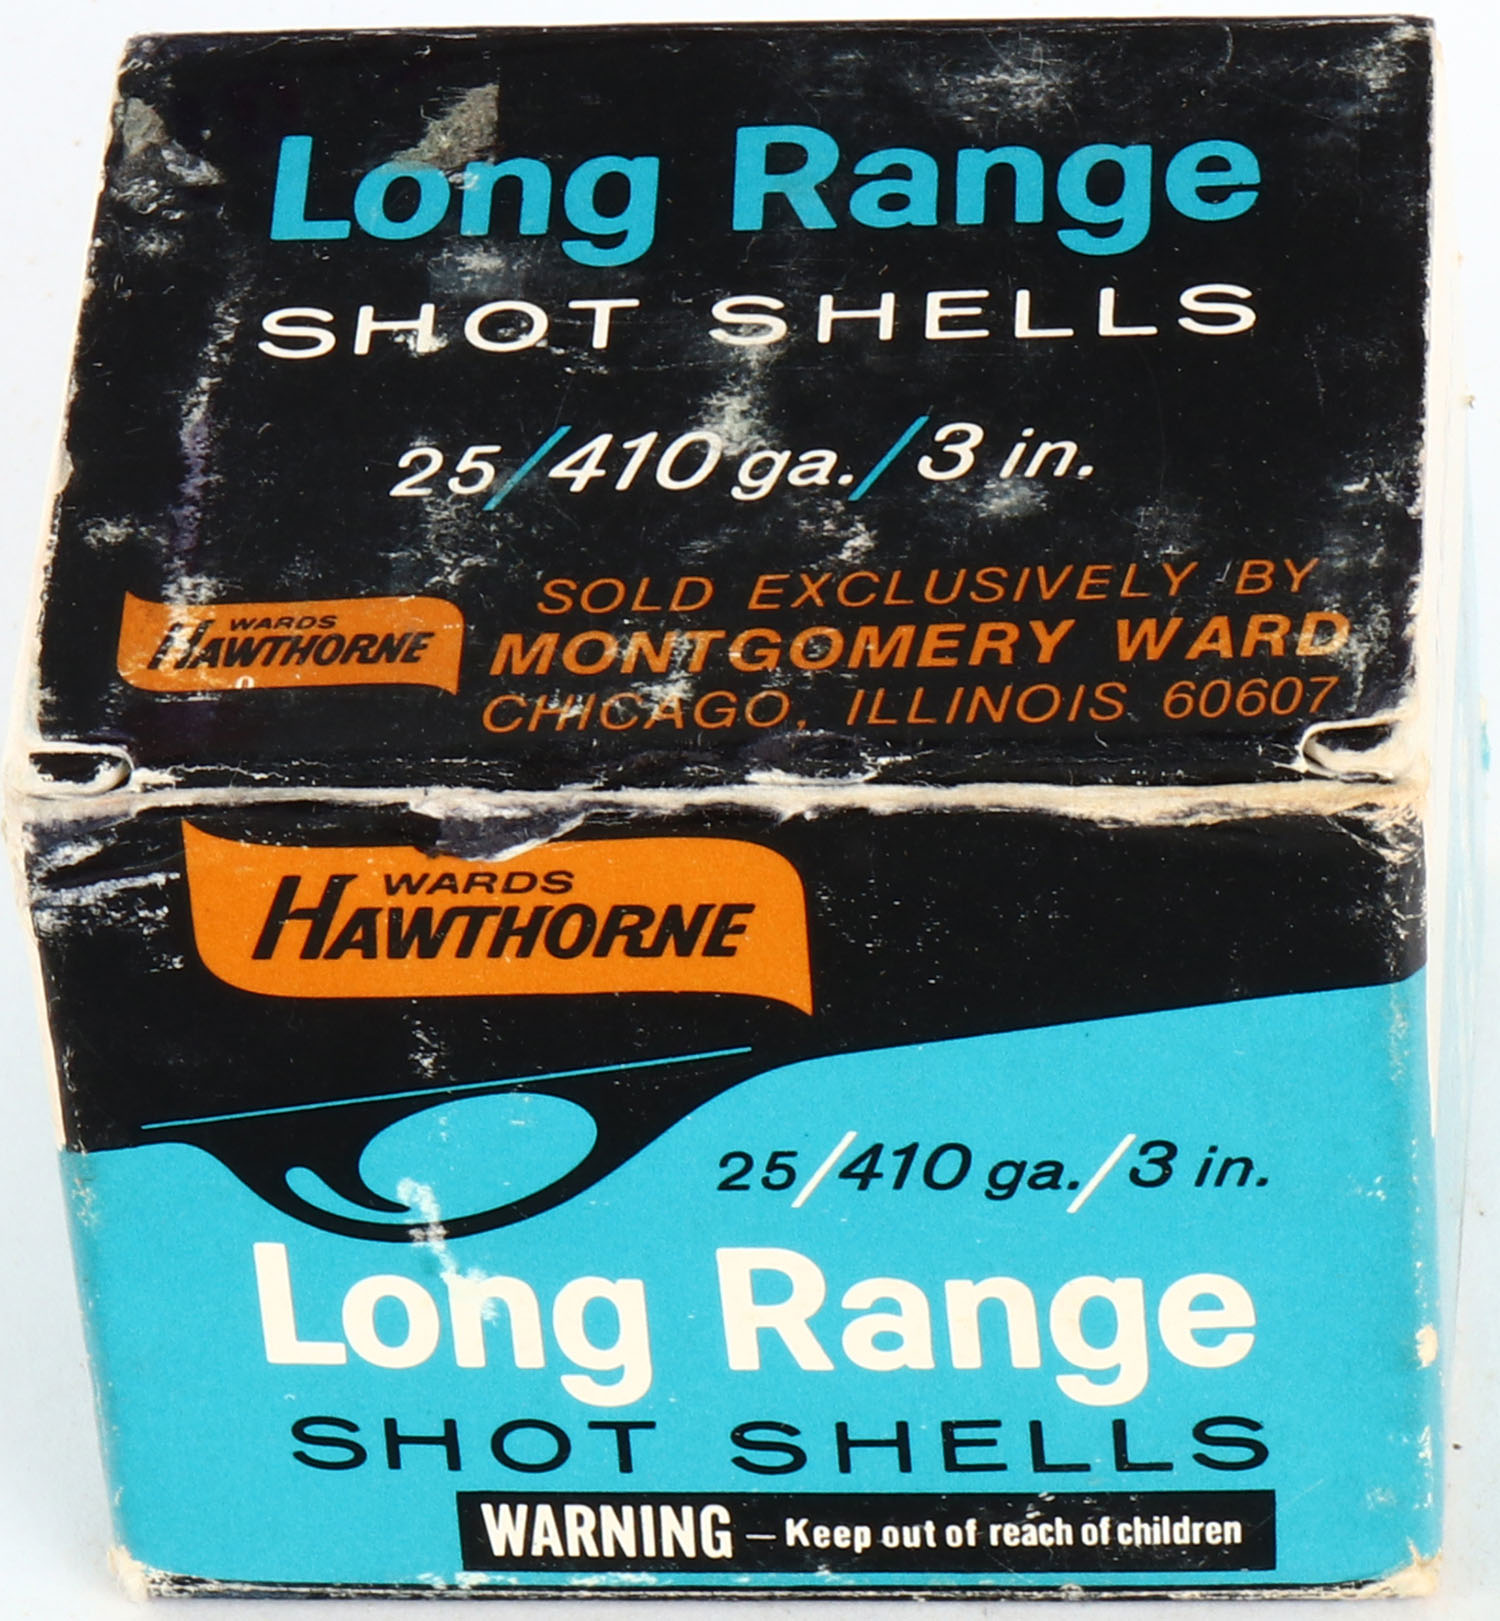 Long Range
SHOT SHELLS
25/410 ga./3 in.
WARDS
HAWTHORNE
SOLD EXCLUSIVELY BY
MONTGOMERY WARD
CHICAGO, ILLINOIS 60607
WARDS
HAWTHORNE
25/410 ga./3 in.
Long Range
SHOT SHELLS
WARNING – Keep out of reach of children